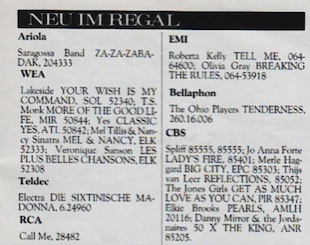 NEU IM REGAL
Ariola
Saragossa Band ZA-ZA-ZABA-
DAK, 204333
WEA
Lakeside YOUR WISH IS MY
COMMAND, SOL 52340; T.S.
Monk MORE OF THE GOOD LI-
FE, MIR 50844; Yes CLASSIC
YES, ATL 50842; Mel Tillis & Nan-
cy Sinatra MEL & NANCY, ELK
52333; Veronique Sanson LES
PLUS BELLES CHANSONS, ELK
52308
Teldec
Electra DIE SIXTINISCHE MA-
DONNA, 6.24960
RCA
Call Me, 28482
EMI
Roberta Kelly TELL ME, 064-
64600; Olivia Gray BREAKING
THE RULES, 064-53918
Bellaphon
The Ohio Players TENDERNESS,
260.16.006
CBS
Spliff 85555, 85555; Jo Anna Forte
LADY'S FIRE, 85401; Merle Hag-
gard BIG CITY, EPC 85303; Thijs
van Leer REFLECTIONS, 85052;
The Jones Girls GET AS MUCH
LOVE AS YOU CAN, PIR 85347;
Elkie Brooks PEARLS, AMLH
20116; Danny Mirror & the Jorda-
naires 50 X THE KING, ANR
85205.